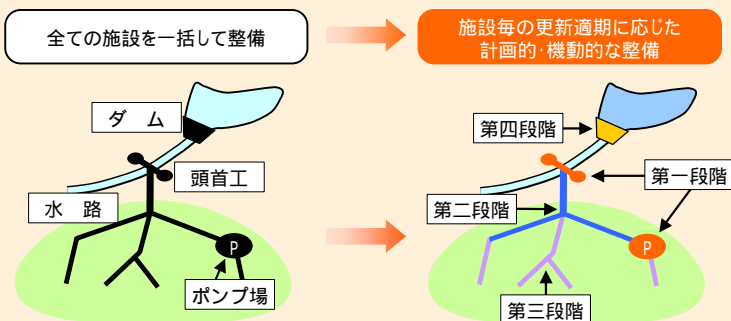 全ての施設を一括して整備
施設毎の更新適期に応じた
計画的・機動的な整備
ダ　ム
頭首工
水　路
P
ポンプ場
第四段階
第一段階
第二段階
P
第三段階